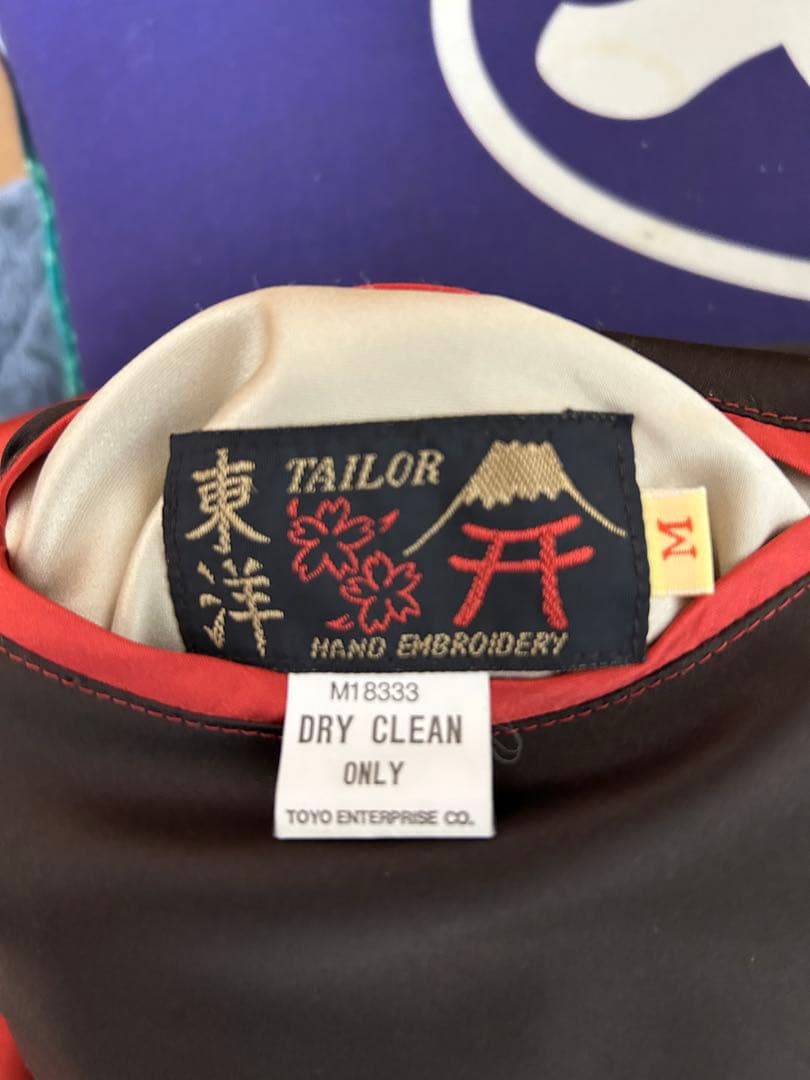 東洋
TAILOR
HAND EMBROIDERY
M
M18333
DRY CLEAN
ONLY
TOYO ENTERPRISE CO.